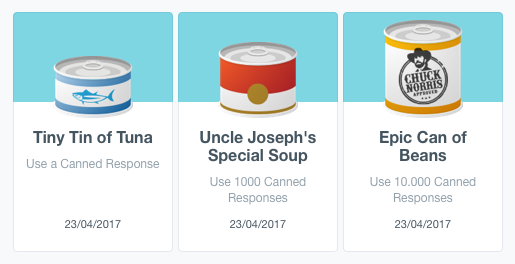 Tiny Tin of Tuna
Use a Canned Response
23/04/2017
Uncle Joseph's
Special Soup
Use 1000 Canned
Responses
23/04/2017
CHUCK
NORRIS
APPROVED
Epic Can of
Beans
Use 10.000 Canned
Responses
23/04/2017